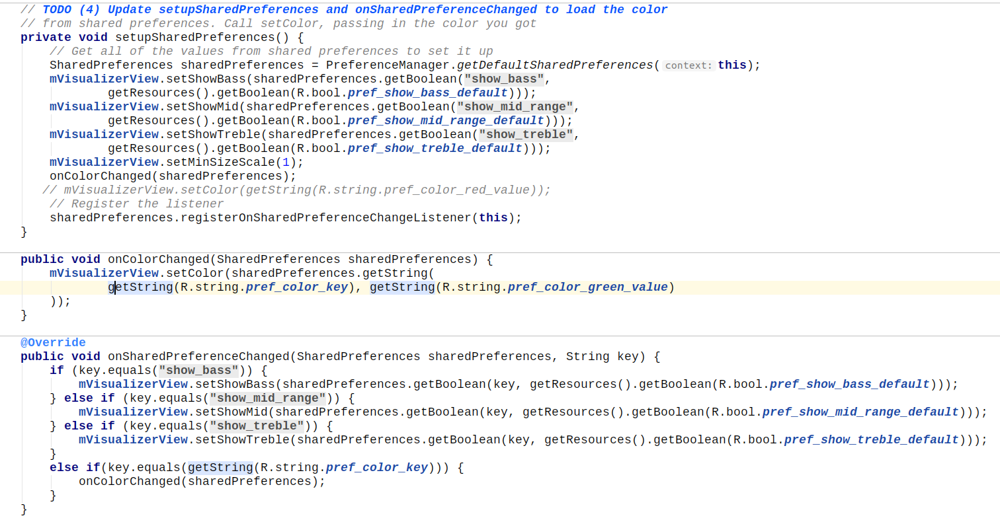 // TODO (4) Update setupSharedPreferences and onSharedPreferenceChanged to load the color
// from shared preferences. Call setColor, passing in the color you got
private void setupSharedPreferences() {
    // Get all of the values from shared preferences to set it up
    SharedPreferences sharedPreferences = PreferenceManager.getDefaultSharedPreferences( context: this);
    mVisualizerView.setShowBass(sharedPreferences.getBoolean("show_bass",
            getResources().getBoolean(R.bool.pref_show_bass_default)));
    mVisualizerView.setShowMid(sharedPreferences.getBoolean("show_mid_range",
            getResources().getBoolean(R.bool.pref_show_mid_range_default)));
    mVisualizerView.setShowTreble(sharedPreferences.getBoolean("show_treble",
            getResources().getBoolean(R.bool.pref_show_treble_default)));
    mVisualizerView.setMinSizeScale(1);
    onColorChanged(sharedPreferences);
   // mVisualizerView.setColor(getString(R.string.pref_color_red_value));
    // Register the listener
    sharedPreferences.registerOnSharedPreferenceChangeListener(this);
}
public void onColorChanged(SharedPreferences sharedPreferences) {
    mVisualizerView.setColor(sharedPreferences.getString(
            getString(R.string.pref_color_key), getString(R.string.pref_color_green_value)
    ));
}
@Override
public void onSharedPreferenceChanged(SharedPreferences sharedPreferences, String key) {
    if (key.equals("show_bass")) {
        mVisualizerView.setShowBass(sharedPreferences.getBoolean(key, getResources().getBoolean(R.bool.pref_show_bass_default)));
    } else if (key.equals("show_mid_range")) {
        mVisualizerView.setShowMid(sharedPreferences.getBoolean(key, getResources().getBoolean(R.bool.pref_show_mid_range_default)));
    } else if (key.equals("show_treble")) {
        mVisualizerView.setShowTreble(sharedPreferences.getBoolean(key, getResources().getBoolean(R.bool.pref_show_treble_default)));
    }
    else if(key.equals(getString(R.string.pref_color_key))) {
        onColorChanged(sharedPreferences);
    }
}